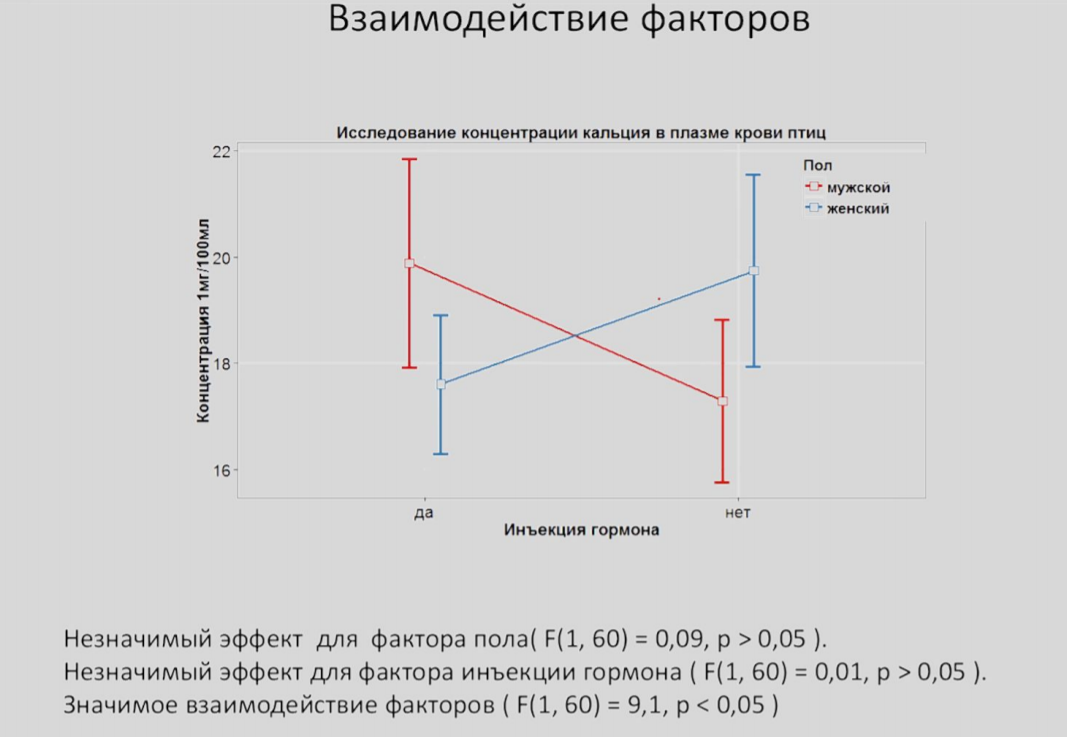 Взаимодействие факторов
Исследование концентрации кальция в плазме крови птиц
Концентрация 1мг/100мл
22
20
18
16
Пол
мужской
женский
да
нет
Инъекция гормона
Незначимый эффект для фактора пола( F(1, 60) = 0,09, p > 0,05 ).
Незначимый эффект для фактора инъекции гормона ( F(1, 60) = 0,01, p > 0,05 ).
Значимое взаимодействие факторов ( F(1, 60) = 9,1, p < 0,05 )